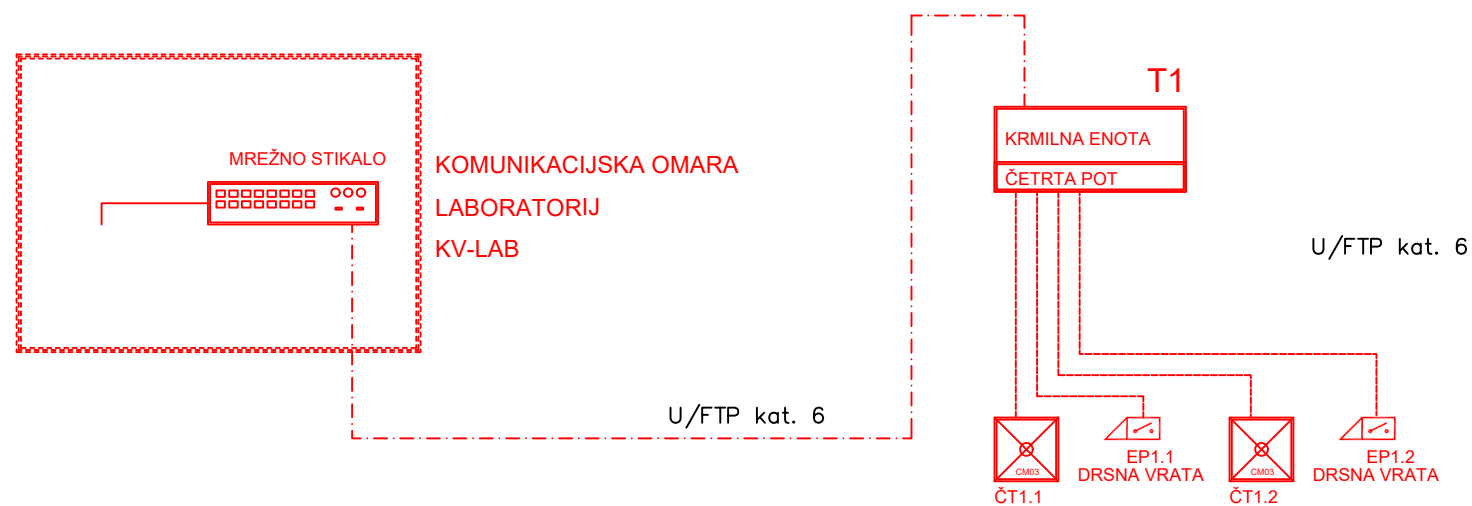 T1
KRMILNA ENOTA
ČETRTA POT
MREŽNO STIKALO
KOMUNIKACIJSKA OMARA
LABORATORIJ
KV-LAB
U/FTP kat. 6
U/FTP kat. 6
CM03
ČT1.1
EP1.1
DRSNA VRATA
CM03
ČT1.2
EP1.2
DRSNA VRATA